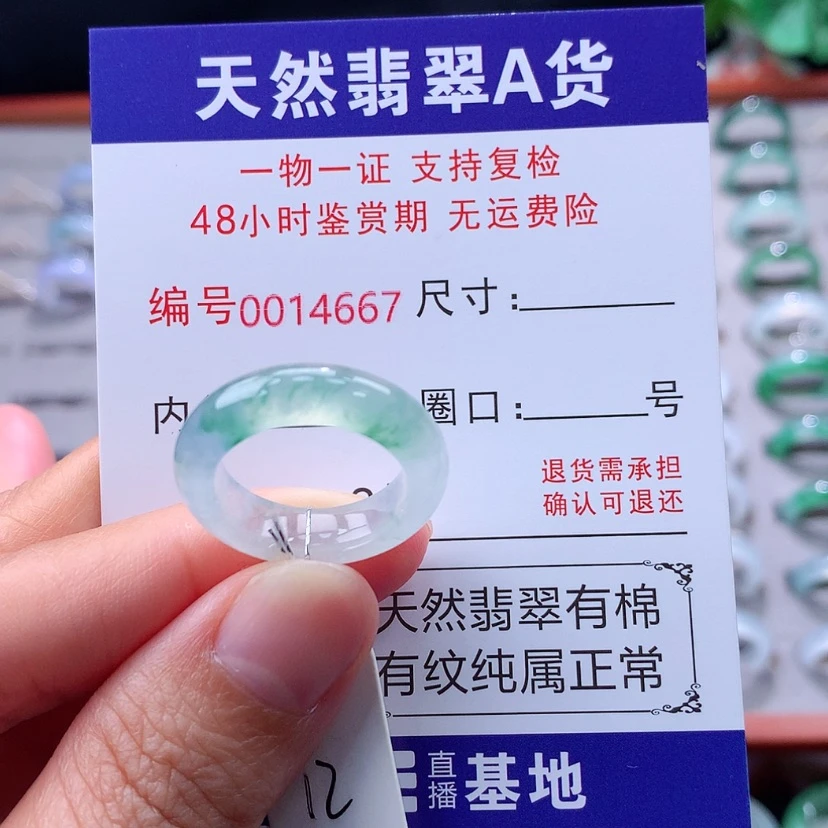 天然翡翠A货
一物一证 支持复检
48小时鉴赏期 无运费险
编号0014667 尺寸:
内 圈口: 号
退货需承担
确认可退还
天然翡翠有棉
有纹纯属正常
直播基地
12